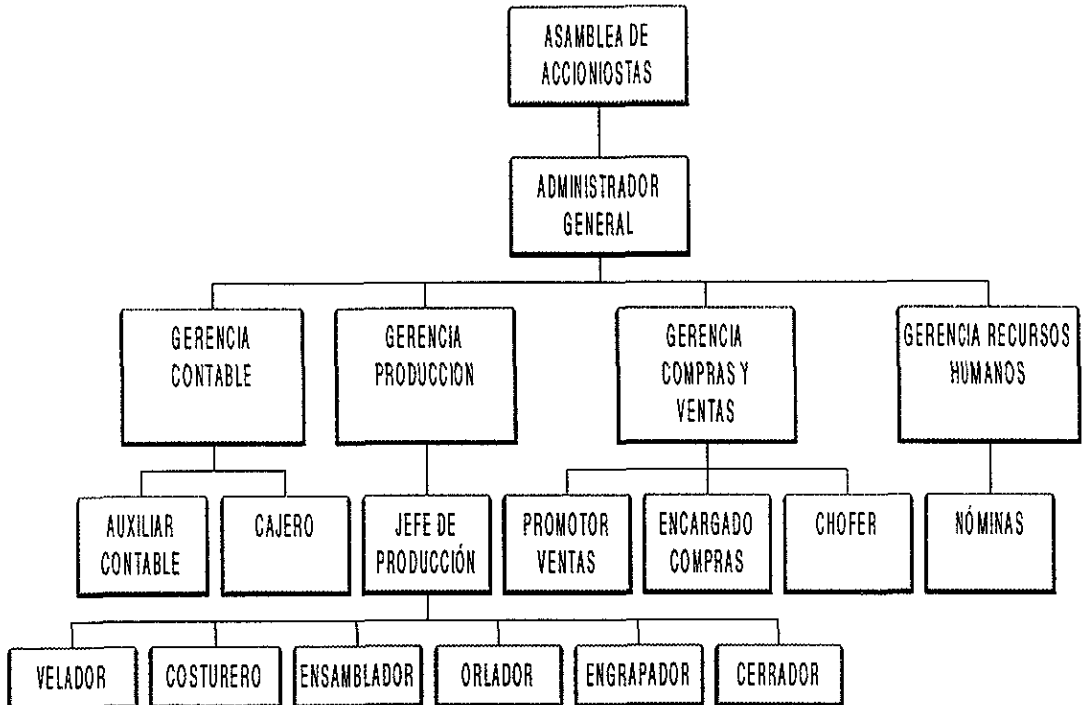 ASAMBLEA DE
ACCIONIOSTAS
ADMINISTRADOR
GENERAL
GERENCIA
CONTABLE
GERENCIA
PRODUCCION
GERENCIA
COMPRAS Y
VENTAS
GERENCIA RECURSOS
HUMANOS
AUXILIAR
CONTABLE
CAJERO
JEFE DE
PRODUCCIÓN
PROMOTOR
VENTAS
ENCARGADO
COMPRAS
CHOFER
NÓMINAS
VELADOR
COSTURERO
ENSAMBLADOR
ORLADOR
ENGRAPADOR
CERRADOR